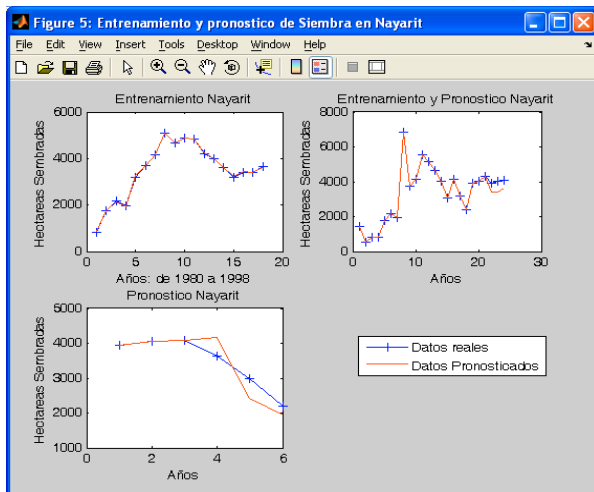 Figure 5: Entrenamiento y pronostico de Siembra en Nayarit
File Edit View Insert Tools Desktop Window Help
Entrenamiento Nayarit
Hectareas Sembradas
6000
4000
2000
0
0 5 10 15 20
Años: de 1980 a 1998
Entrenamiento y Pronostico Nayarit
Hectareas Sembradas
8000
6000
4000
2000
0
0 10 20 30
Años
Pronostico Nayarit
Hectareas Sembradas
5000
4000
3000
2000
1000
0 2 4 6
Años
Datos reales
Datos Pronosticados